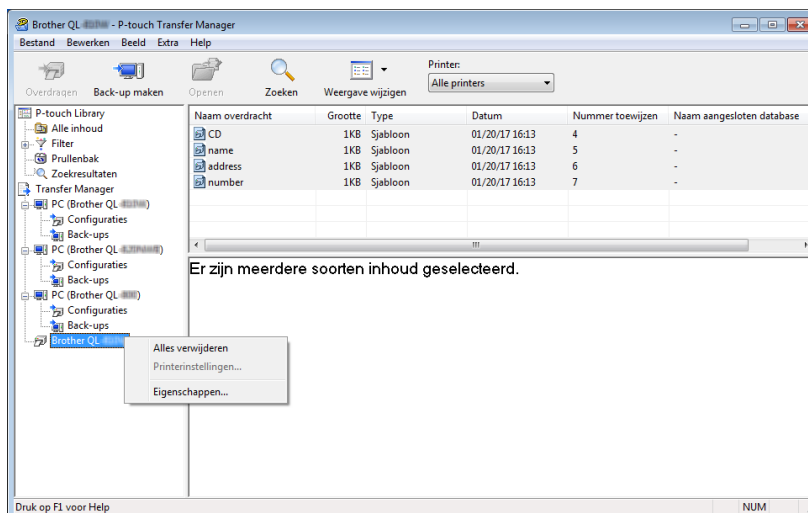 Brother QL - P-touch Transfer Manager
Bestand Bewerken Beeld Extra Help
Overdragen Back-up maken Openen Zoeken Weergave wijzigen
Printer:
Alle printers
P-touch Library
Alle inhoud
Filter
Prullenbak
Zoekresultaten
Transfer Manager
PC (Brother QL )
Configuraties
Back-ups
PC (Brother QL )
Configuraties
Back-ups
PC (Brother QL )
Configuraties
Back-ups
Brother QL
Naam overdracht Grootte Type Datum Nummer toewijzen Naam aangesloten database
CD 1KB Sjabloon 01/20/17 16:13 4 -
name 1KB Sjabloon 01/20/17 16:13 5 -
address 1KB Sjabloon 01/20/17 16:13 6 -
number 1KB Sjabloon 01/20/17 16:13 7 -
Er zijn meerdere soorten inhoud geselecteerd.
Alles verwijderen
Printerinstellingen...
Eigenschappen...
Druk op F1 voor Help
NUM